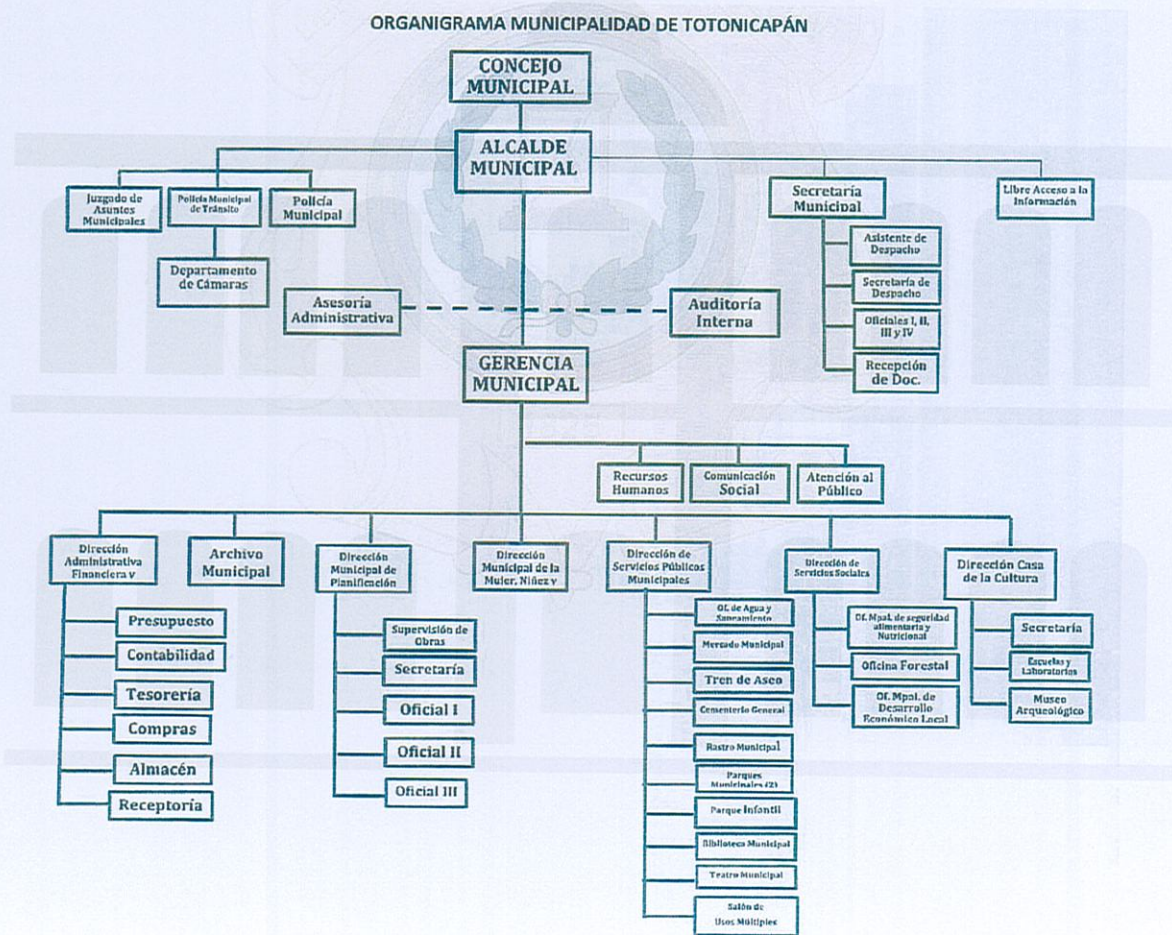 ORGANIGRAMA MUNICIPALIDAD DE TOTONICAPÁN
CONCEJO
MUNICIPAL
ALCALDE
MUNICIPAL
Juzgado de
Asuntos
Municipales
Policía Municipal
de Tránsito
Policía
Municipal
Secretaría
Municipal
Libre Acceso a la
Información
Departamento
de Cámaras
Asistente de
Despacho
Secretaría de
Despacho
Oficiales I, II,
III y IV
Recepción
de Doc.
Asesoría
Administrativa
Auditoría
Interna
GERENCIA
MUNICIPAL
Recursos
Humanos
Comunicación
Social
Atención al
Público
Dirección
Administrativa
Financiera y
Archivo
Municipal
Dirección
Municipal de
Planificación
Dirección
Municipal de la
Mujer, Niñez y
Dirección de
Servicios Públicos
Municipales
Dirección de
Servicios Sociales
Dirección Casa
de la Cultura
Presupuesto
Contabilidad
Tesorería
Compras
Almacén
Receptoría
Supervisión de
Obras
Secretaría
Oficial I
Oficial II
Oficial III
Of. de Agua y
Saneamiento
Mercado Municipal
Tren de Aseo
Cementerio General
Rastro Municipal
Parques
Municipales (2)
Parque Infantil
Biblioteca Municipal
Teatro Municipal
Salón de
Usos Múltiples
Of. Mpal. de seguridad
alimentaria y
Nutricional
Oficina Forestal
Of. Mpal. de
Desarrollo
Económico Local
Secretaría
Escuelas y
Laboratorios
Museo
Arqueológico